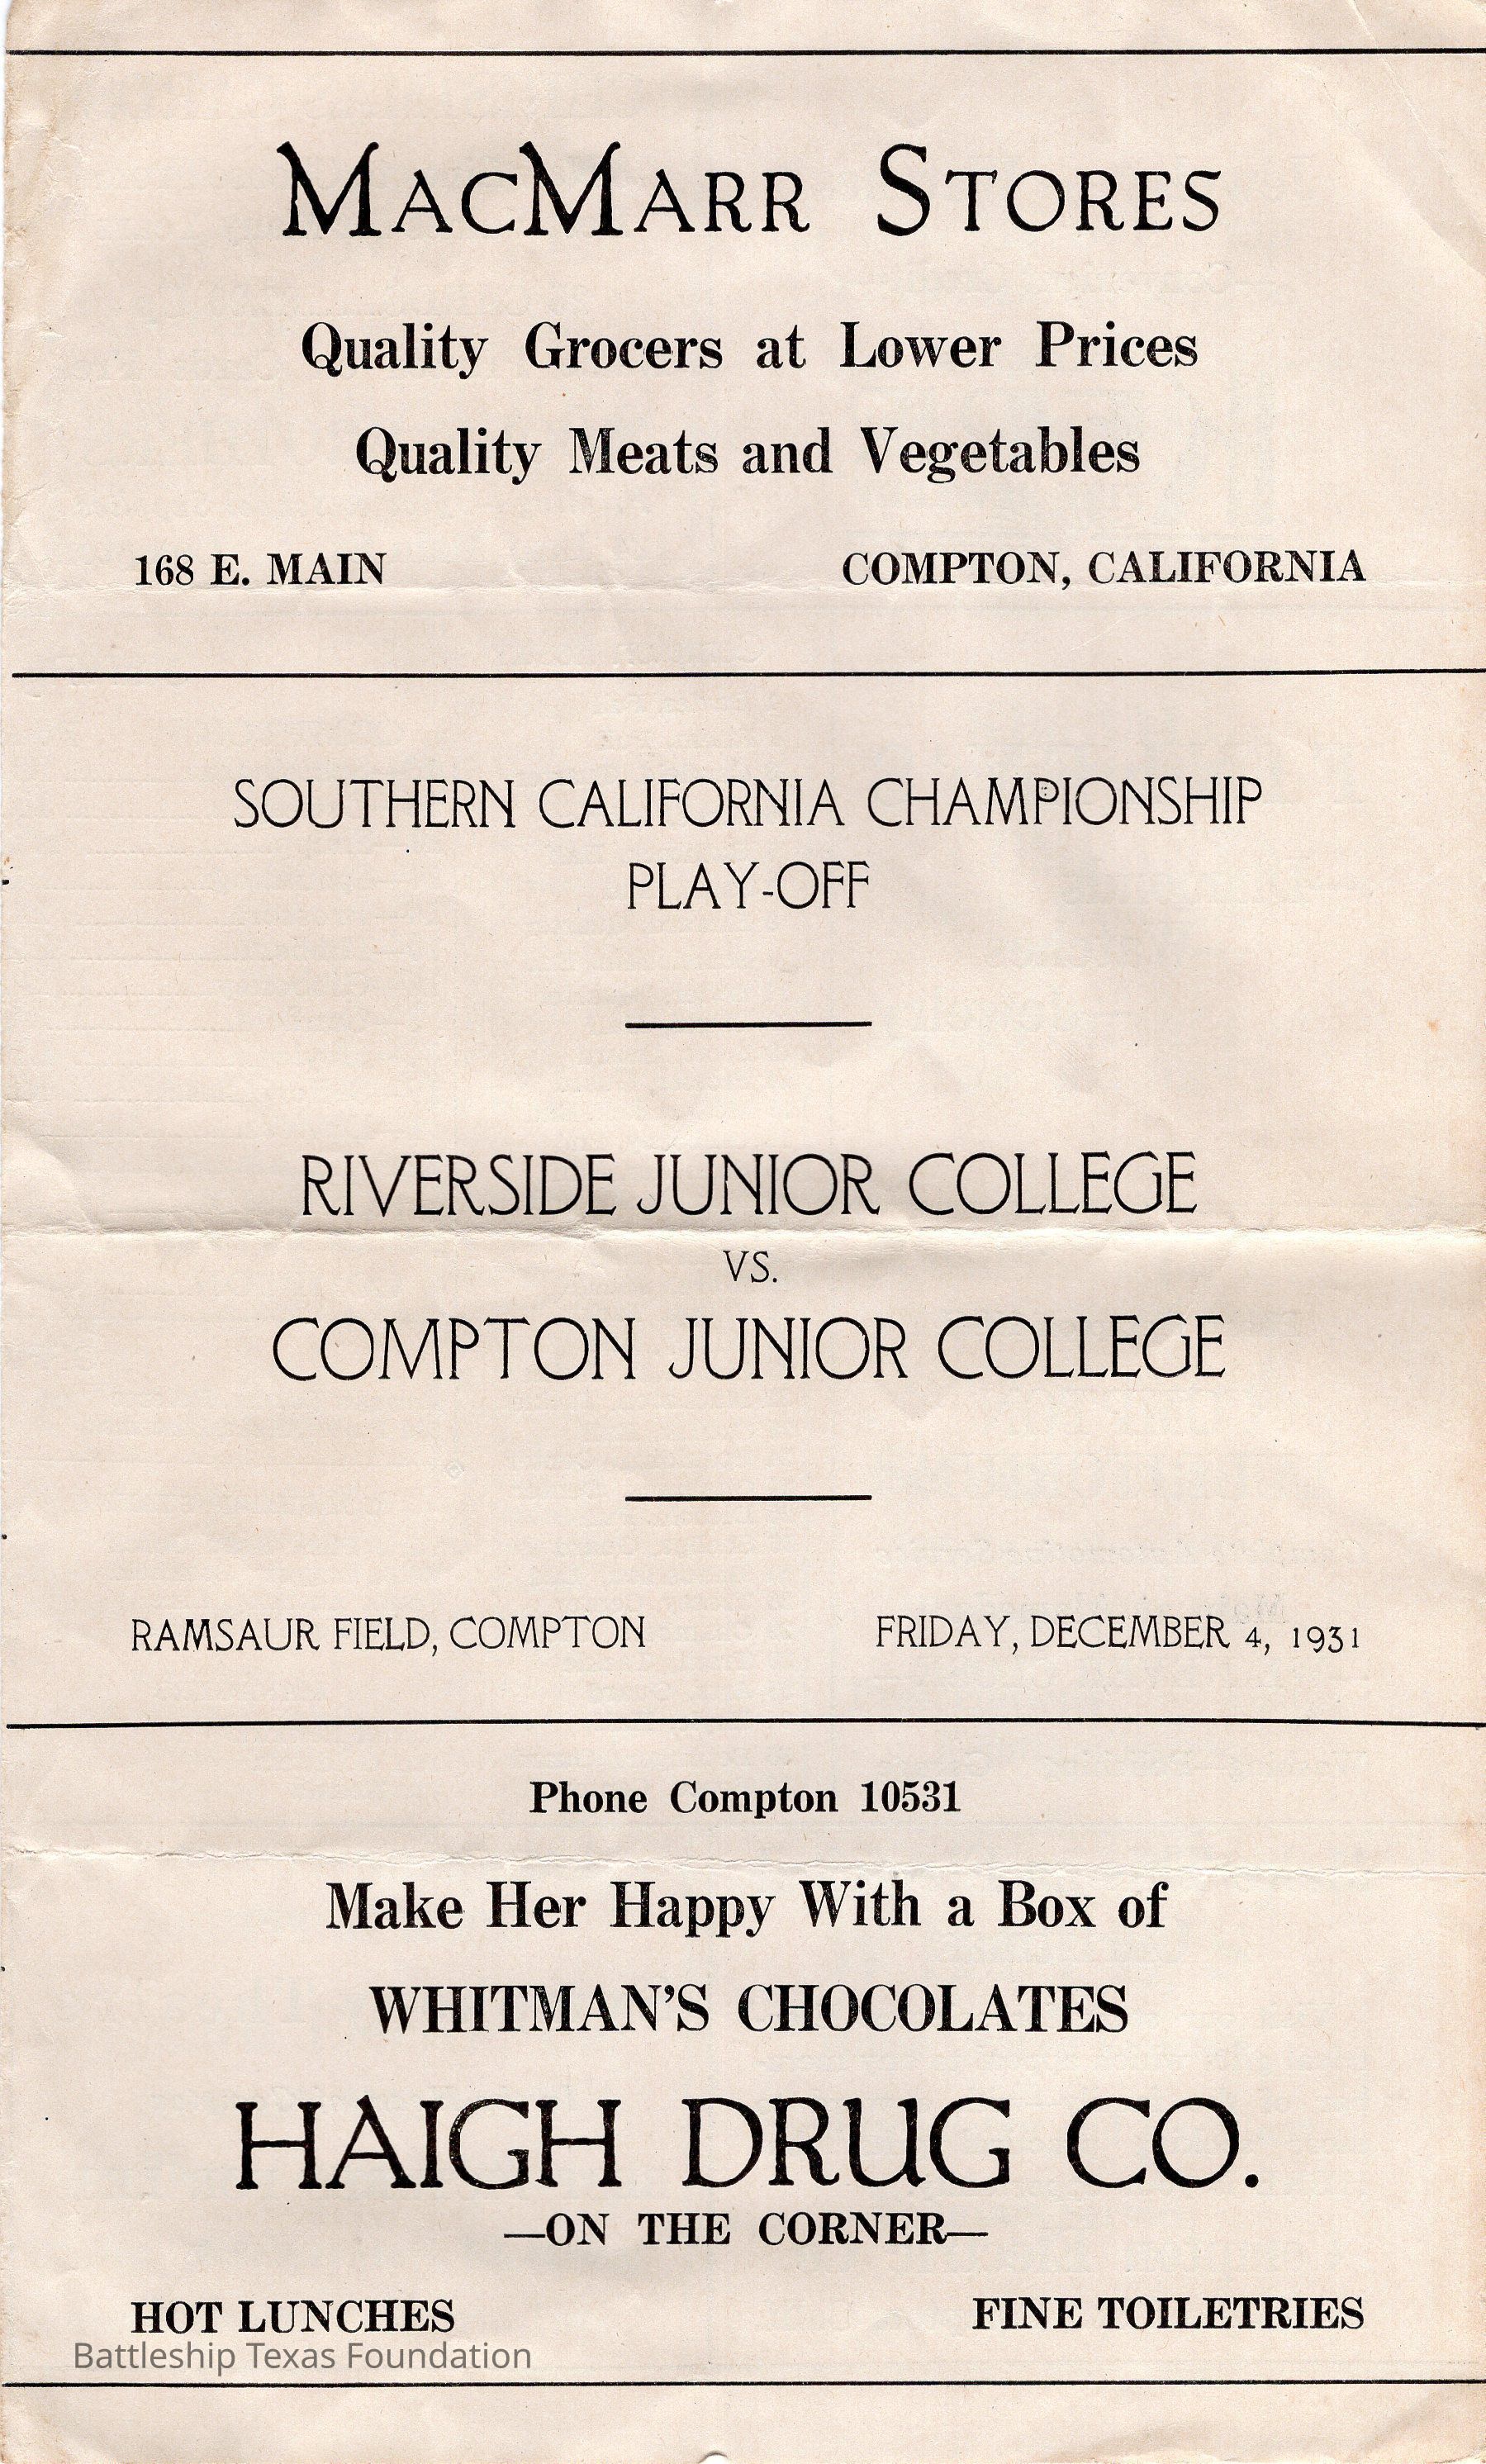 MACMARR STORES
Quality Grocers at Lower Prices
Quality Meats and Vegetables
168 E. MAIN COMPTON, CALIFORNIA
SOUTHERN CALIFORNIA CHAMPIONSHIP
PLAY-OFF
RIVERSIDE JUNIOR COLLEGE
VS.
COMPTON JUNIOR COLLEGE
RAMSAUR FIELD, COMPTON FRIDAY, DECEMBER 4, 1931
Phone Compton 10531
Make Her Happy With a Box of
WHITMAN'S CHOCOLATES
HAIGH DRUG CO.
—ON THE CORNER—
HOT LUNCHES FINE TOILETRIES
Battleship Texas Foundation